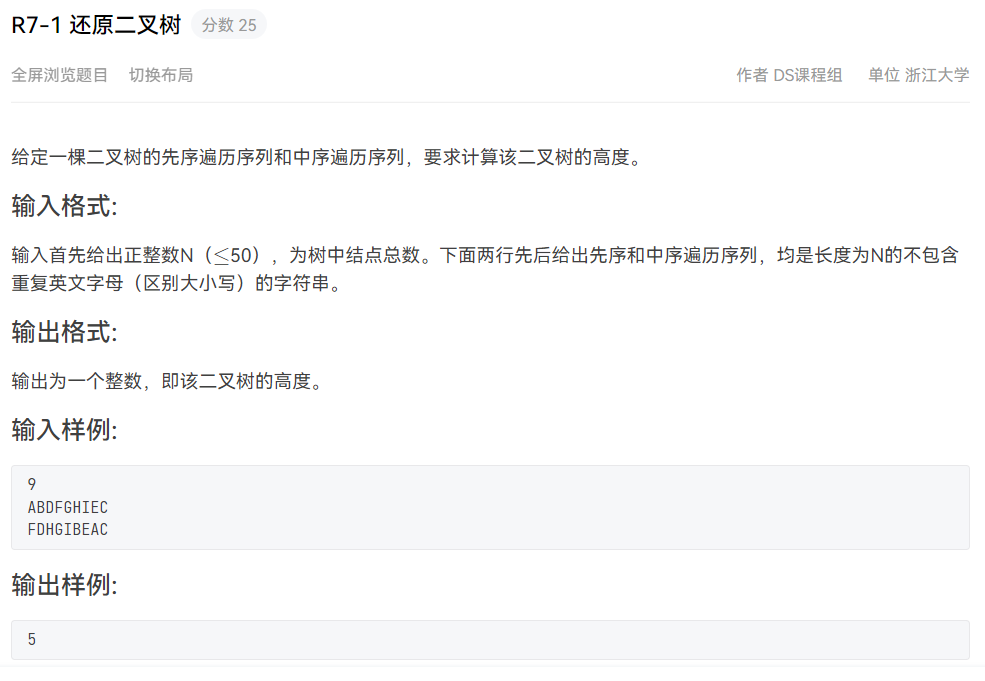 R7-1 还原二叉树 分数 25
全屏浏览题目 切换布局 作者 DS课程组 单位 浙江大学
给定一棵二叉树的先序遍历序列和中序遍历序列，要求计算该二叉树的高度。
输入格式:
输入首先给出正整数N（≤50），为树中结点总数。下面两行先后给出先序和中序遍历序列，均是长度为N的不包含
重复英文字母（区别大小写）的字符串。
输出格式:
输出为一个整数，即该二叉树的高度。
输入样例:
9
ABDFGHIEC
FDHGIBEAC
输出样例:
5